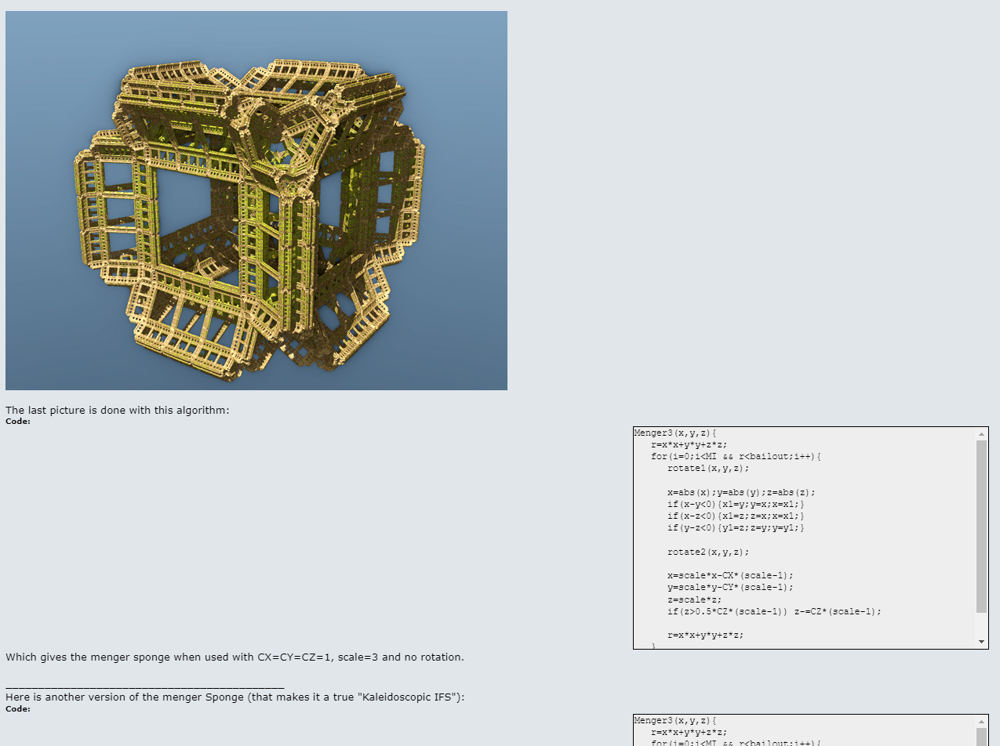 The last picture is done with this algorithm:
Code:
Menger3(x,y,z){
r=x*x+y*y+z*z;
for(i=0;i<MI && r<bailout;i++){
rotate1(x,y,z);
x=abs(x);y=abs(y);z=abs(z);
if(x-y<0){x1=y;y=x;x=x1;}
if(x-z<0){x1=z;z=x;x=x1;}
if(y-z<0){y1=z;z=y;y=y1;}
rotate2(x,y,z);
x=scale*x-CX*(scale-1);
y=scale*y-CY*(scale-1);
z=scale*z;
if(z>0.5*CZ*(scale-1)) z-=CZ*(scale-1);
r=x*x+y*y+z*z;
}
Which gives the menger sponge when used with CX=CY=CZ=1, scale=3 and no rotation.
___________________________________________
Here is another version of the menger Sponge (that makes it a true "Kaleidoscopic IFS"):
Code:
Menger3(x,y,z){
r=x*x+y*y+z*z;
for(i=0;i<MI && r<bailout;i++){